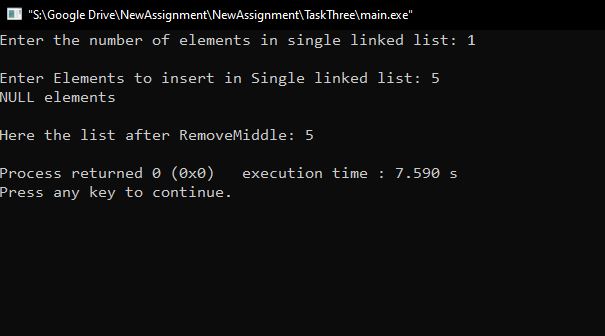 "S:\Google Drive\NewAssignment\NewAssignment\TaskThree\main.exe"
Enter the number of elements in single linked list: 1
Enter Elements to insert in Single linked list: 5
NULL elements
Here the list after RemoveMiddle: 5
Process returned 0 (0x0)   execution time : 7.590 s
Press any key to continue.